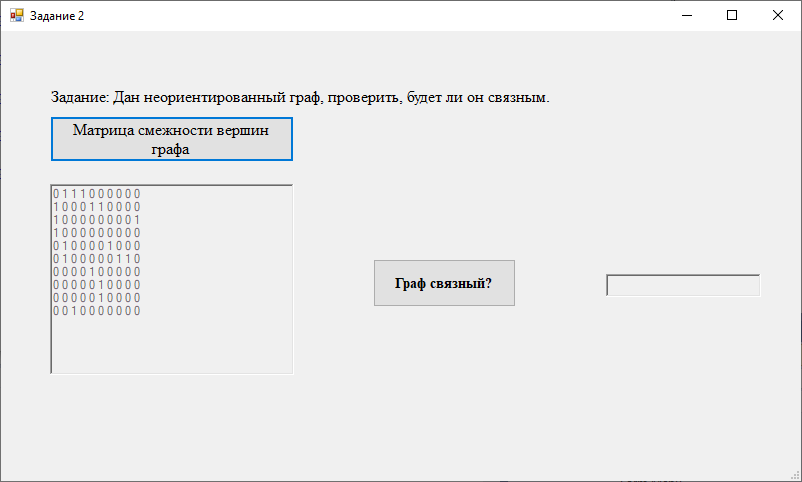 Задание 2
Задание: Дан неориентированный граф, проверить, будет ли он связным.
Матрица смежности вершин
графа
0 1 1 1 0 0 0 0 0 0
1 0 0 0 1 1 0 0 0 0
1 0 0 0 0 0 0 0 0 1
1 0 0 0 0 0 0 0 0 0
0 1 0 0 0 0 1 0 0 0
0 1 0 0 0 0 0 1 1 0
0 0 0 0 1 0 0 0 0 0
0 0 0 0 0 1 0 0 0 0
0 0 0 0 0 1 0 0 0 0
0 0 1 0 0 0 0 0 0 0
Граф связный?